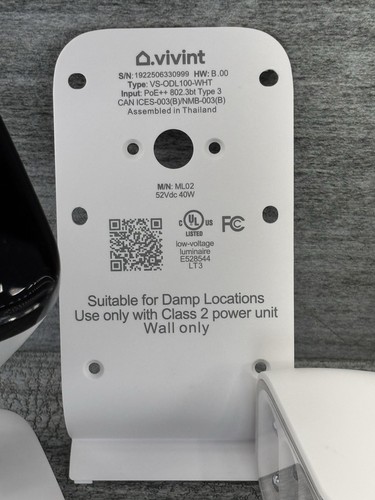 vivint
S/N: 1922506330999 HW: B.00
Type: VS-ODL100-WHT
Input: PoE++ 802.3bt Type 3
CAN ICES-003(B)/NMB-003(B)
Assembled in Thailand
M/N: ML02
52Vdc 40W
C UL US FC
LISTED
low-voltage
luminaire
E528544
LT3
Suitable for Damp Locations
Use only with Class 2 power unit
Wall only